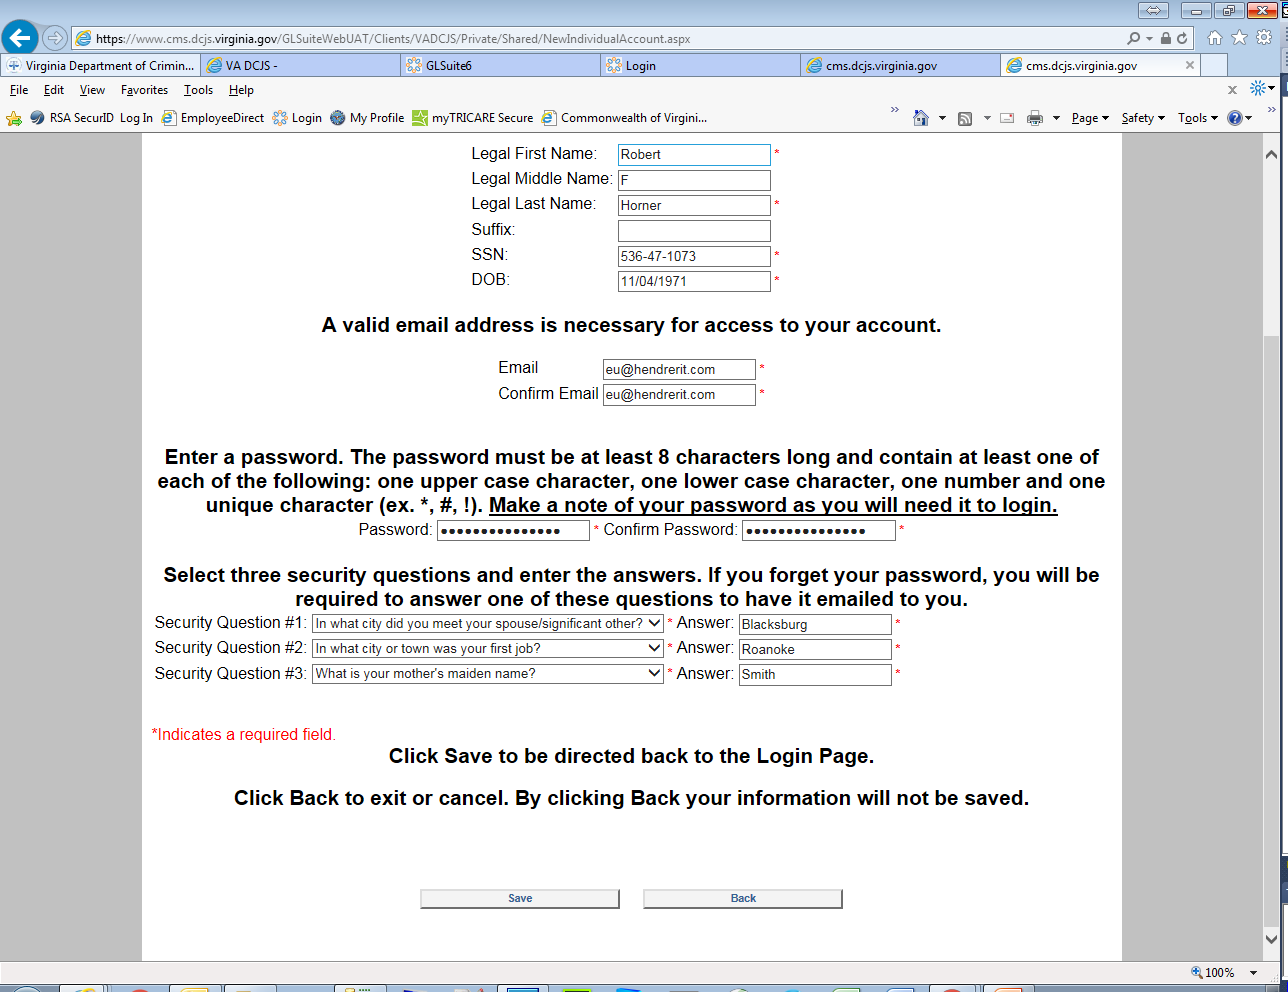 https://www.cms.dcjs.virginia.gov/GLSuiteWebUAT/Clients/VADCJS/Private/Shared/NewIndividualAccount.aspx
Virginia Department of Crimin... VA DCJS - GLSuite6 Login cms.dcjs.virginia.gov cms.dcjs.virginia.gov
File Edit View Favorites Tools Help
RSA SecurID Log In EmployeeDirect Login My Profile myTRICARE Secure Commonwealth of Virgini... Page Safety Tools
Legal First Name: Robert *
Legal Middle Name: F
Legal Last Name: Horner *
Suffix:
SSN: 536-47-1073 *
DOB: 11/04/1971 *
A valid email address is necessary for access to your account.
Email eu@hendrerit.com *
Confirm Email eu@hendrerit.com *
Enter a password. The password must be at least 8 characters long and contain at least one of
each of the following: one upper case character, one lower case character, one number and one
unique character (ex. *, #, !). Make a note of your password as you will need it to login.
Password: ••••••••••••••• * Confirm Password: ••••••••••••••• *
Select three security questions and enter the answers. If you forget your password, you will be
required to answer one of these questions to have it emailed to you.
Security Question #1: In what city did you meet your spouse/significant other? * Answer: Blacksburg *
Security Question #2: In what city or town was your first job? * Answer: Roanoke *
Security Question #3: What is your mother's maiden name? * Answer: Smith *
*Indicates a required field.
Click Save to be directed back to the Login Page.
Click Back to exit or cancel. By clicking Back your information will not be saved.
Save Back
100%